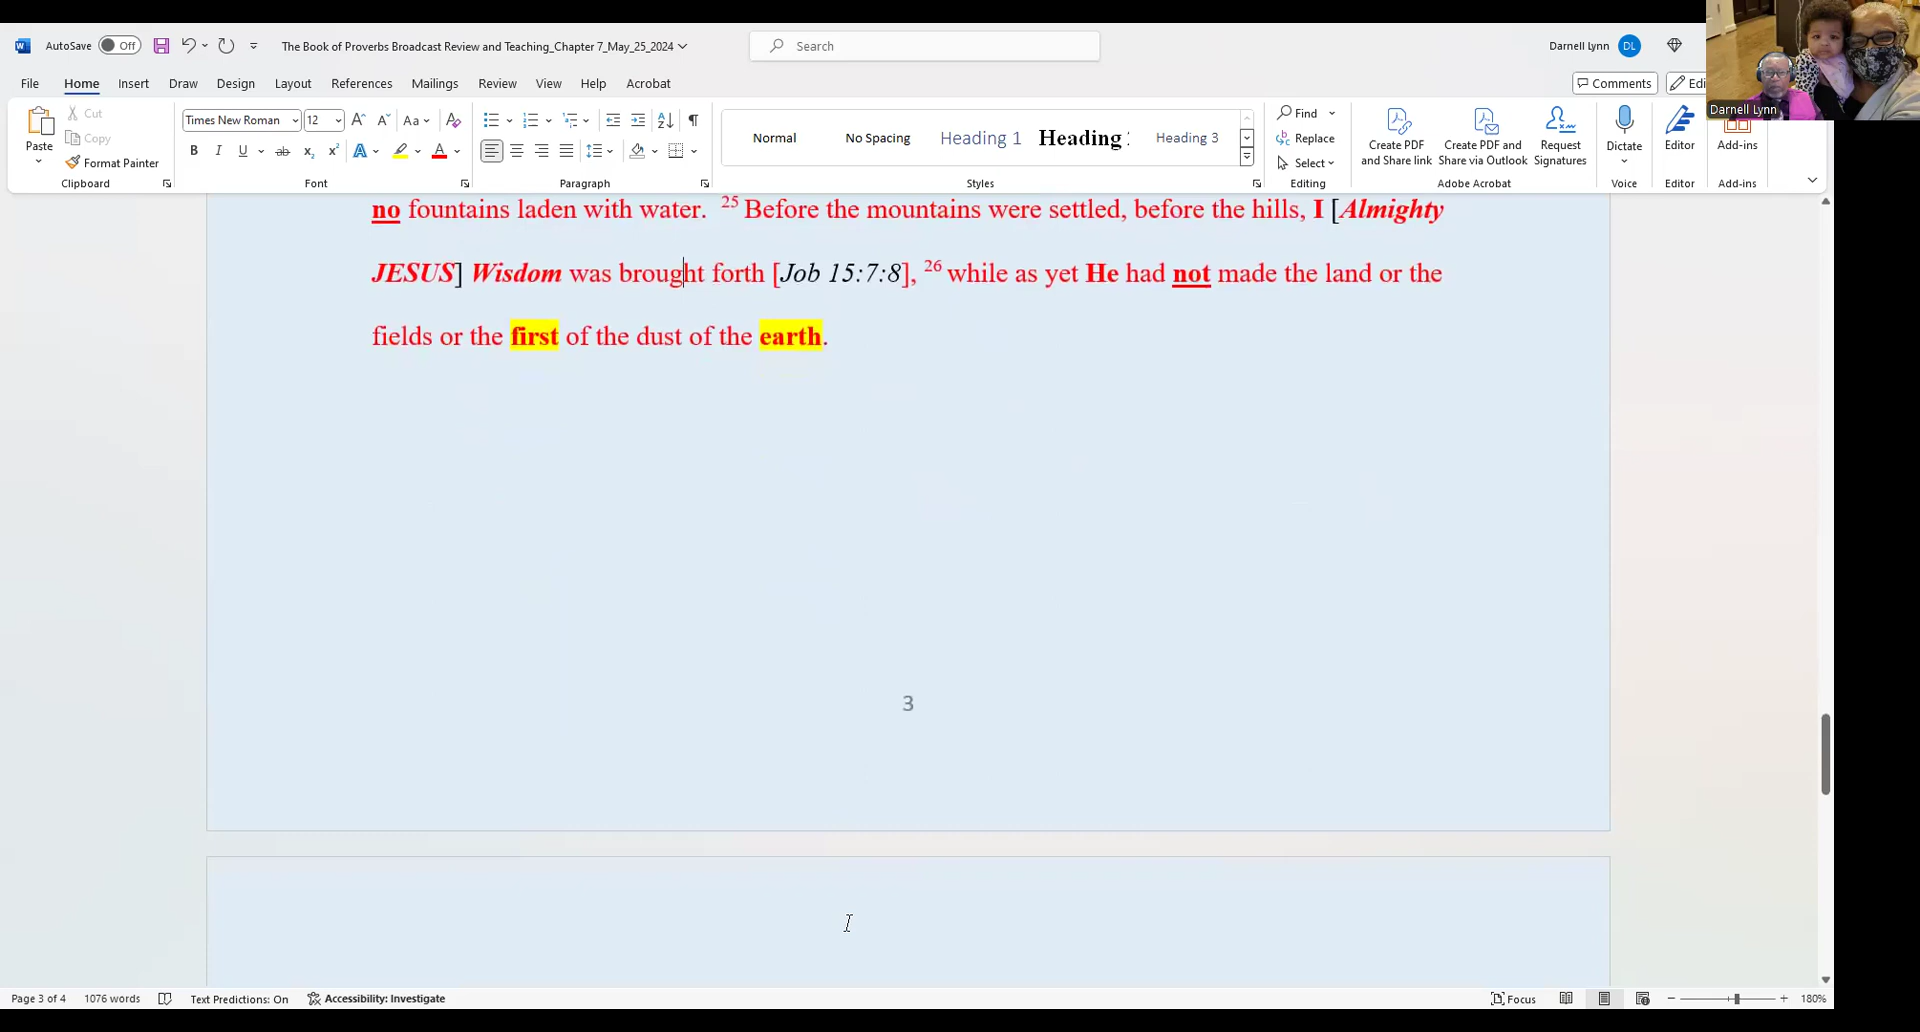 AutoSave Off
The Book of Proverbs Broadcast Review and Teaching_Chapter 7_May_25_2024
Search
Darnell Lynn DL
File Home Insert Draw Design Layout References Mailings Review View Help Acrobat
Comments
Paste
Cut
Copy
Format Painter
Clipboard
Times New Roman 12
Font
Paragraph
Normal No Spacing Heading 1 Heading Heading 3
Styles
Find
Replace
Select
Editing
Create PDF
and Share link
Create PDF and
Share via Outlook
Request
Signatures
Adobe Acrobat
Dictate
Voice
Editor
Editor
Add-ins
Add-ins
Darnell Lynn
no fountains laden with water. 25 Before the mountains were settled, before the hills, I [Almighty
JESUS] Wisdom was brought forth [Job 15:7:8], 26 while as yet He had not made the land or the
fields or the first of the dust of the earth.
3
Page 3 of 4 1076 words Text Predictions: On Accessibility: Investigate Focus 180%